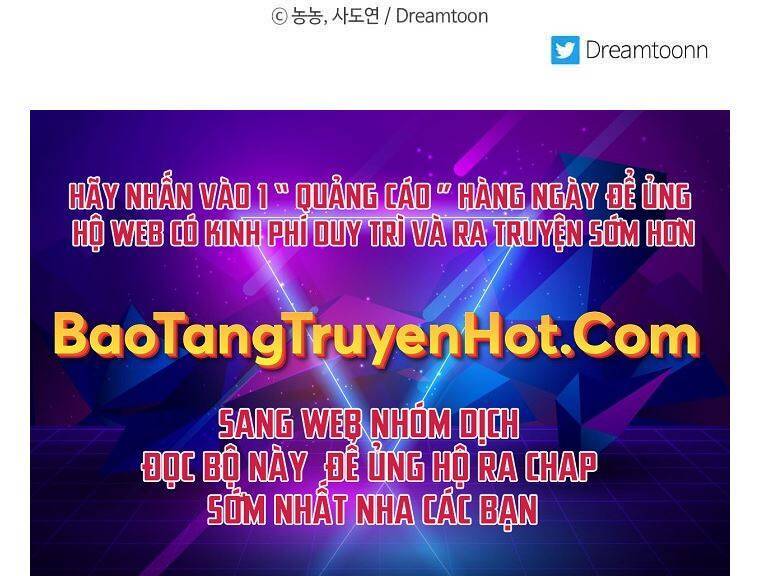 ⓒ 농농, 사도연 / Dreamtoon
Dreamtoonn
HÃY NHẤN VÀO 1 “ QUẢNG CÁO ” HÀNG NGÀY ĐỂ ỦNG
HỘ WEB CÓ KINH PHÍ DUY TRÌ VÀ RA TRUYỆN SỚM HƠN
BaoTangTruyenHot.Com
SANG WEB NHÓM DỊCH
ĐỌC BỘ NÀY ĐỂ ỦNG HỘ RA CHAP
SỚM NHẤT NHA CÁC BẠN